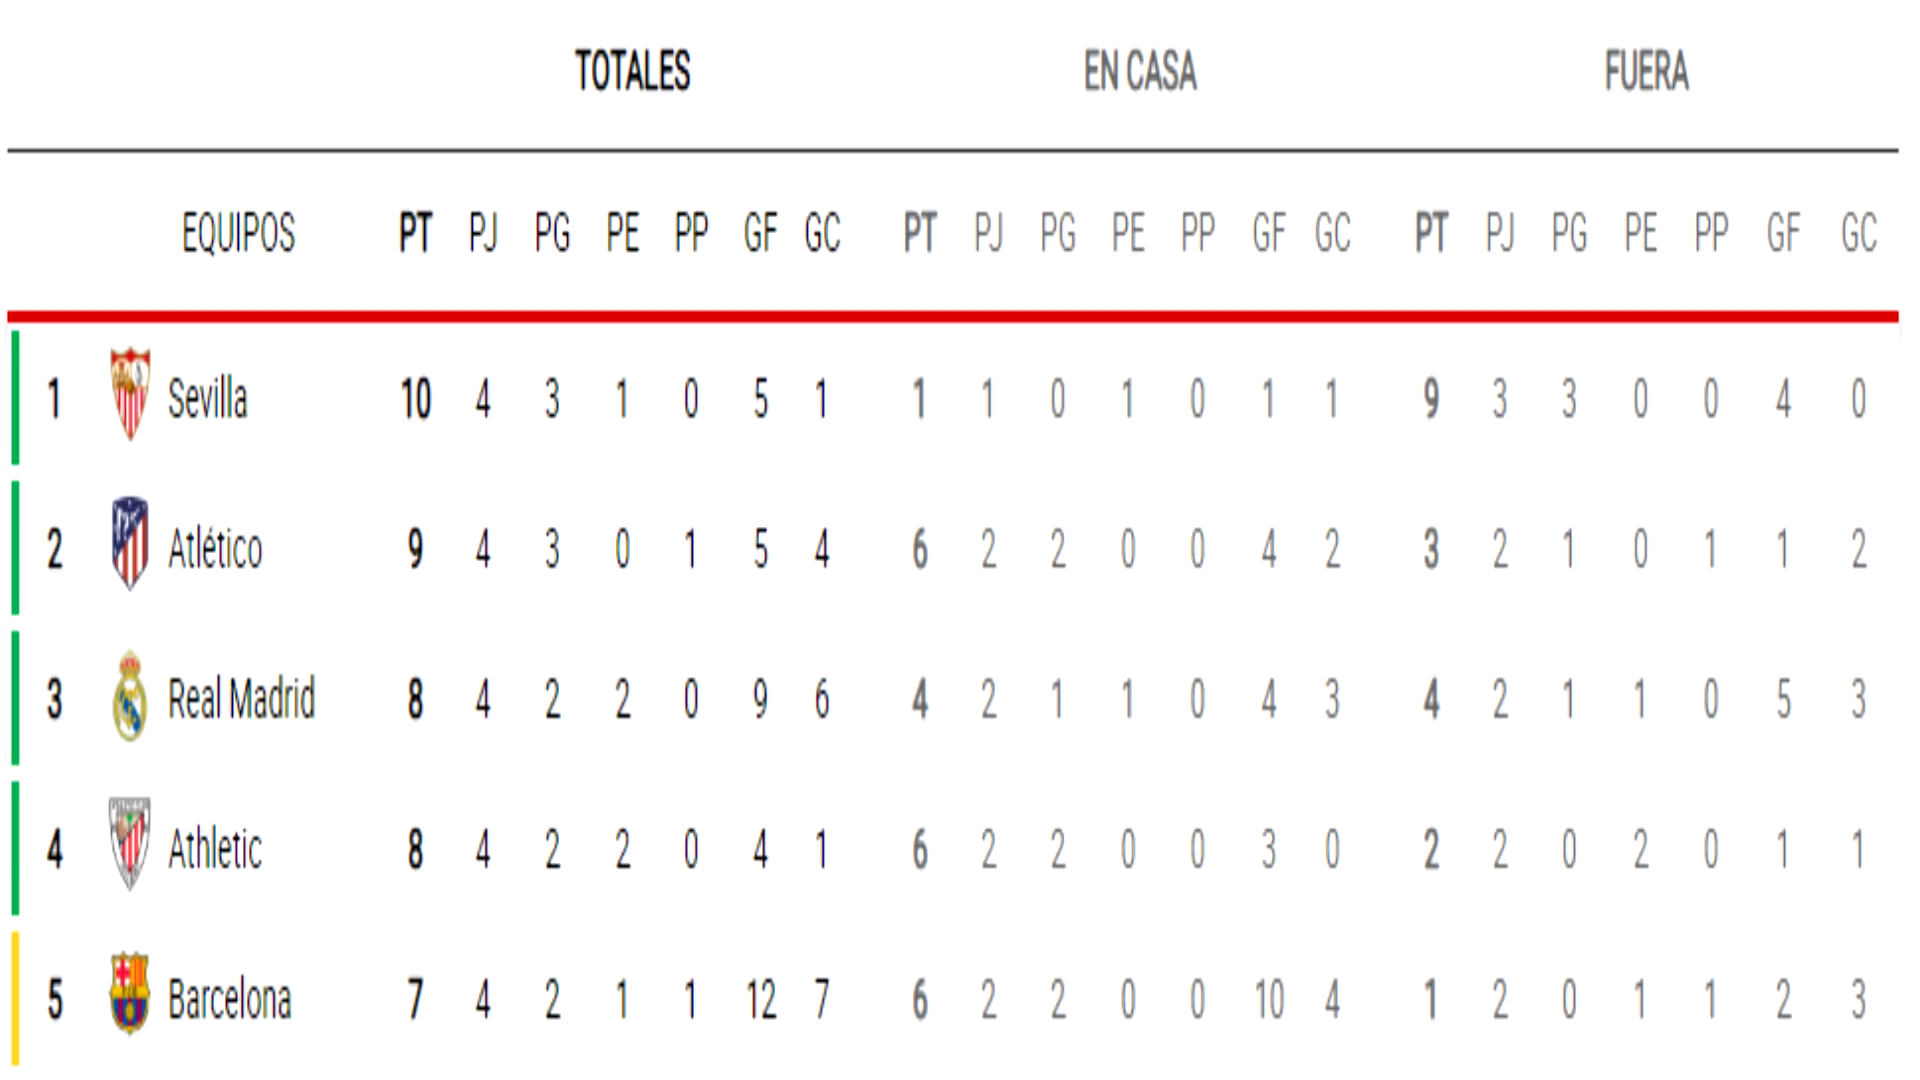 TOTALES EN CASA FUERA
EQUIPOS PT PJ PG PE PP GF GC PT PJ PG PE PP GF GC PT PJ PG PE PP GF GC
1 Sevilla 10 4 3 1 0 5 1 1 1 0 1 0 1 1 9 3 3 0 0 4 0
2 Atlético 9 4 3 0 1 5 4 6 2 2 0 0 4 2 3 2 1 0 1 1 2
3 Real Madrid 8 4 2 2 0 9 6 4 2 1 1 0 4 3 4 2 1 1 0 5 3
4 Athletic 8 4 2 2 0 4 1 6 2 2 0 0 3 0 2 2 0 2 0 1 1
5 Barcelona 7 4 2 1 1 12 7 6 2 2 0 0 10 4 1 2 0 1 1 2 3